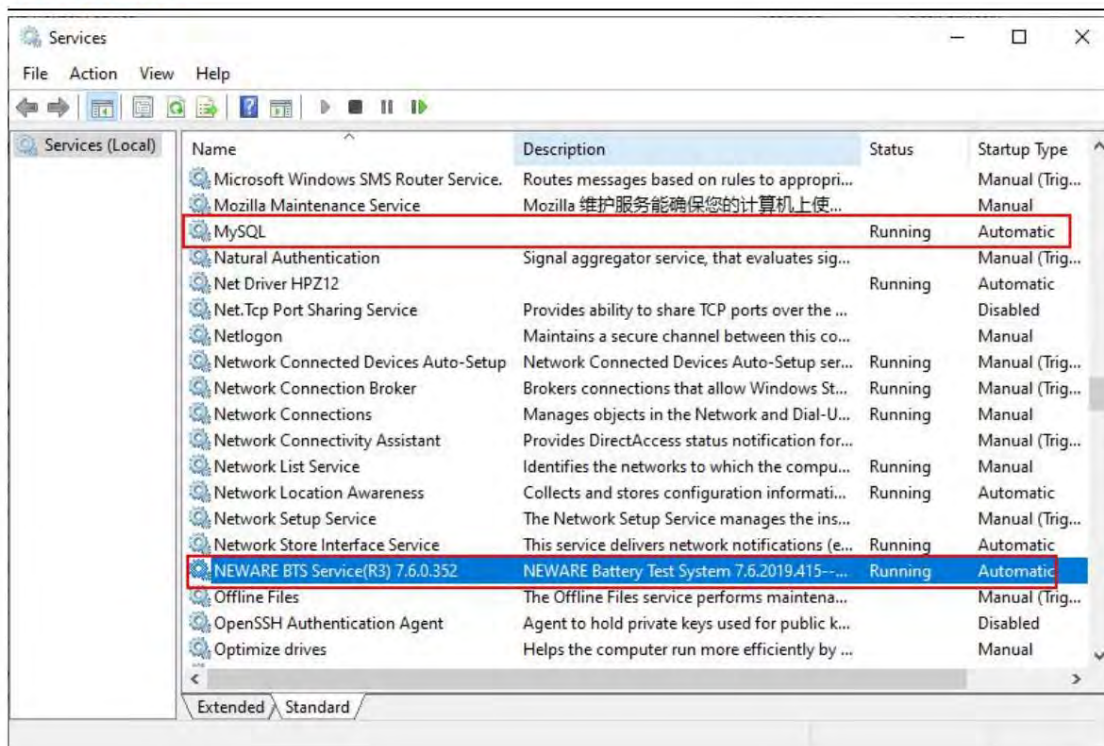 Services
File Action View Help
Services (Local)
Name Description Status Startup Type
Microsoft Windows SMS Router Service. Routes messages based on rules to appropri... Manual (Trig...
Mozilla Maintenance Service Mozilla 维护服务能确保您的计算机上使... Manual
MySQL Running Automatic
Natural Authentication Signal aggregator service, that evaluates sig... Manual (Trig...
Net Driver HPZ12 Running Automatic
Net.Tcp Port Sharing Service Provides ability to share TCP ports over the ... Disabled
Netlogon Maintains a secure channel between this co... Manual
Network Connected Devices Auto-Setup Network Connected Devices Auto-Setup ser... Running Manual (Trig...
Network Connection Broker Brokers connections that allow Windows St... Running Manual (Trig...
Network Connections Manages objects in the Network and Dial-U... Running Manual
Network Connectivity Assistant Provides DirectAccess status notification for... Manual (Trig...
Network List Service Identifies the networks to which the compu... Running Manual
Network Location Awareness Collects and stores configuration informati... Running Automatic
Network Setup Service The Network Setup Service manages the ins... Manual (Trig...
Network Store Interface Service This service delivers network notifications (e... Running Automatic
NEWARE BTS Service(R3) 7.6.0.352 NEWARE Battery Test System 7.6.2019.415--... Running Automatic
Offline Files The Offline Files service performs maintena... Manual (Trig...
OpenSSH Authentication Agent Agent to hold private keys used for public k... Disabled
Optimize drives Helps the computer run more efficiently by ... Manual
Extended Standard